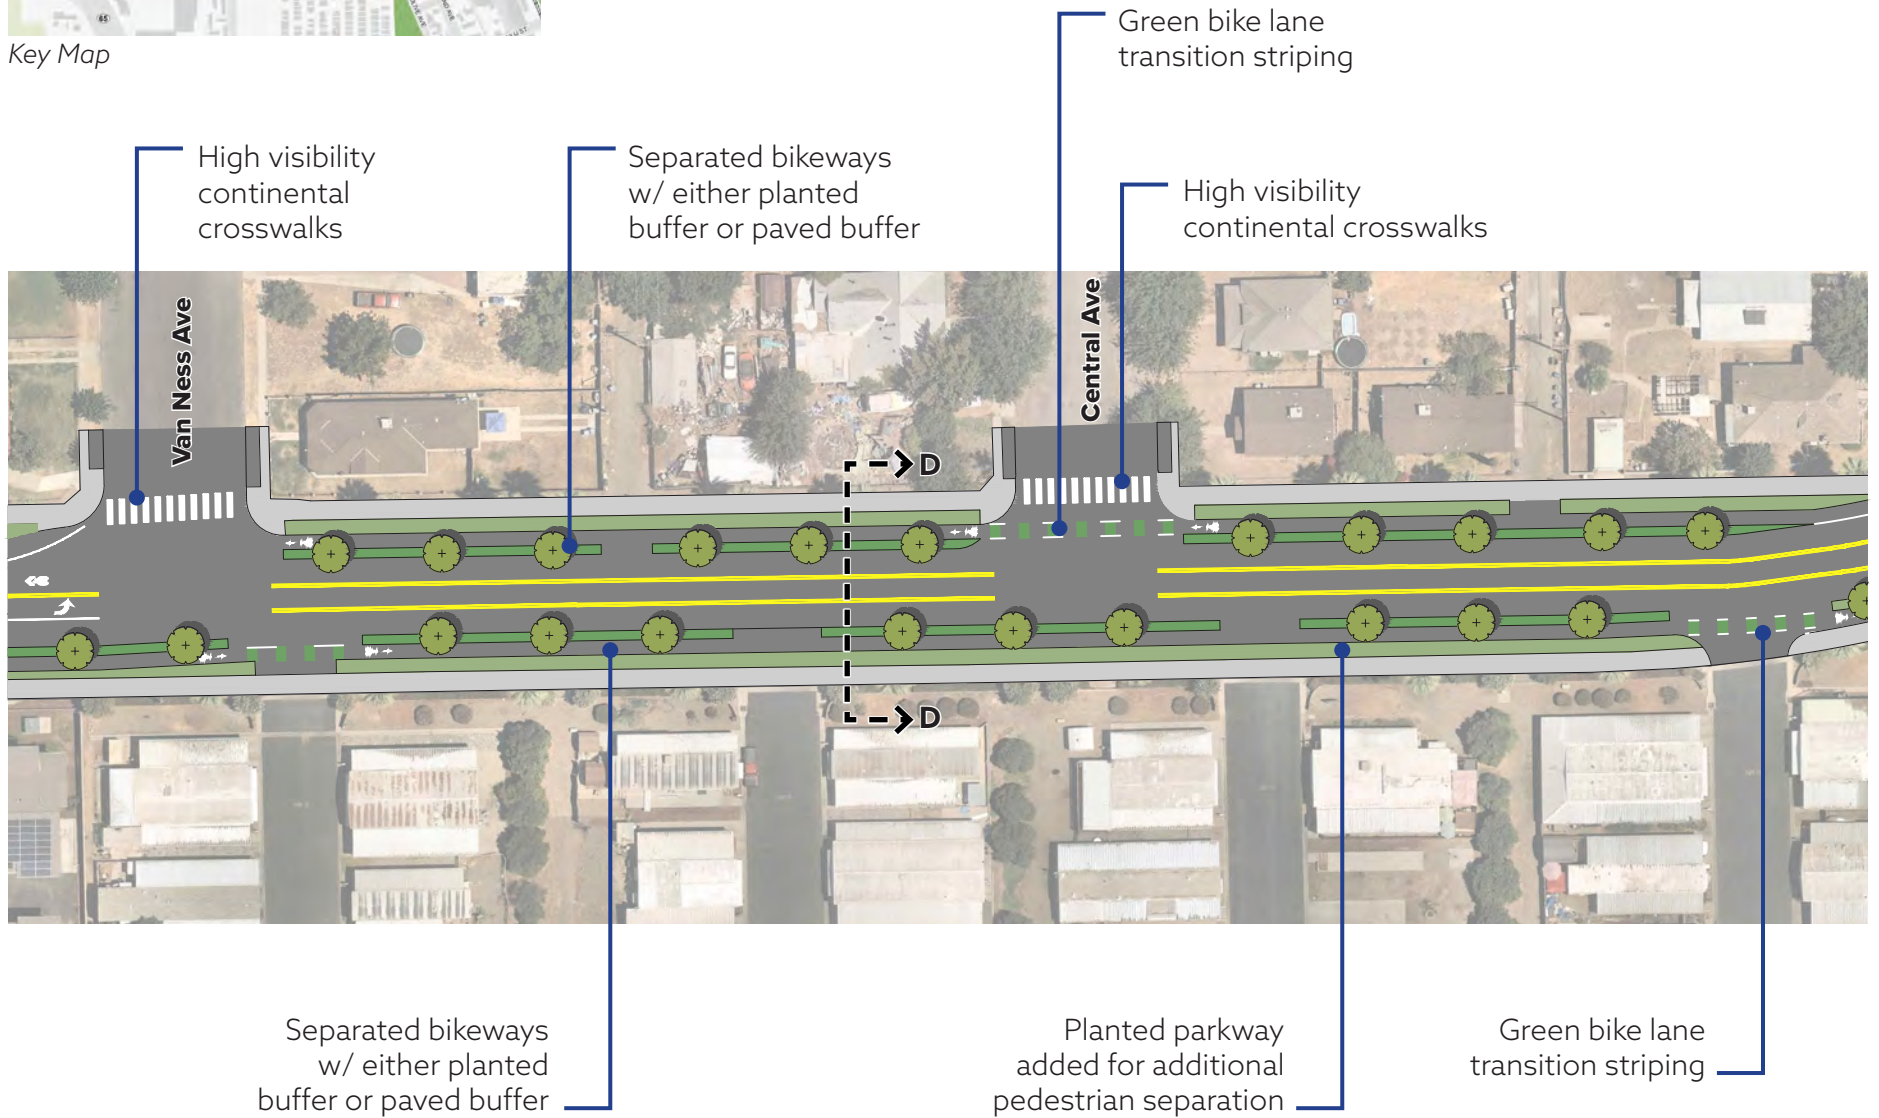 65
Key Map
Green bike lane
transition striping
High visibility
continental
crosswalks
Separated bikeways
w/ either planted
buffer or paved buffer
High visibility
continental crosswalks
Van Ness Ave
Central Ave
D
D
Separated bikeways
w/ either planted
buffer or paved buffer
Planted parkway
added for additional
pedestrian separation
Green bike lane
transition striping